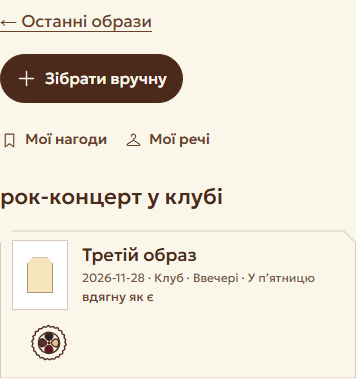 ← Останні образи
+ Зібрати вручну
Мої нагоди Мої речі
рок-концерт у клубі
Третій образ
2026-11-28 · Клуб · Ввечері · У п’ятницю
вдягну як є